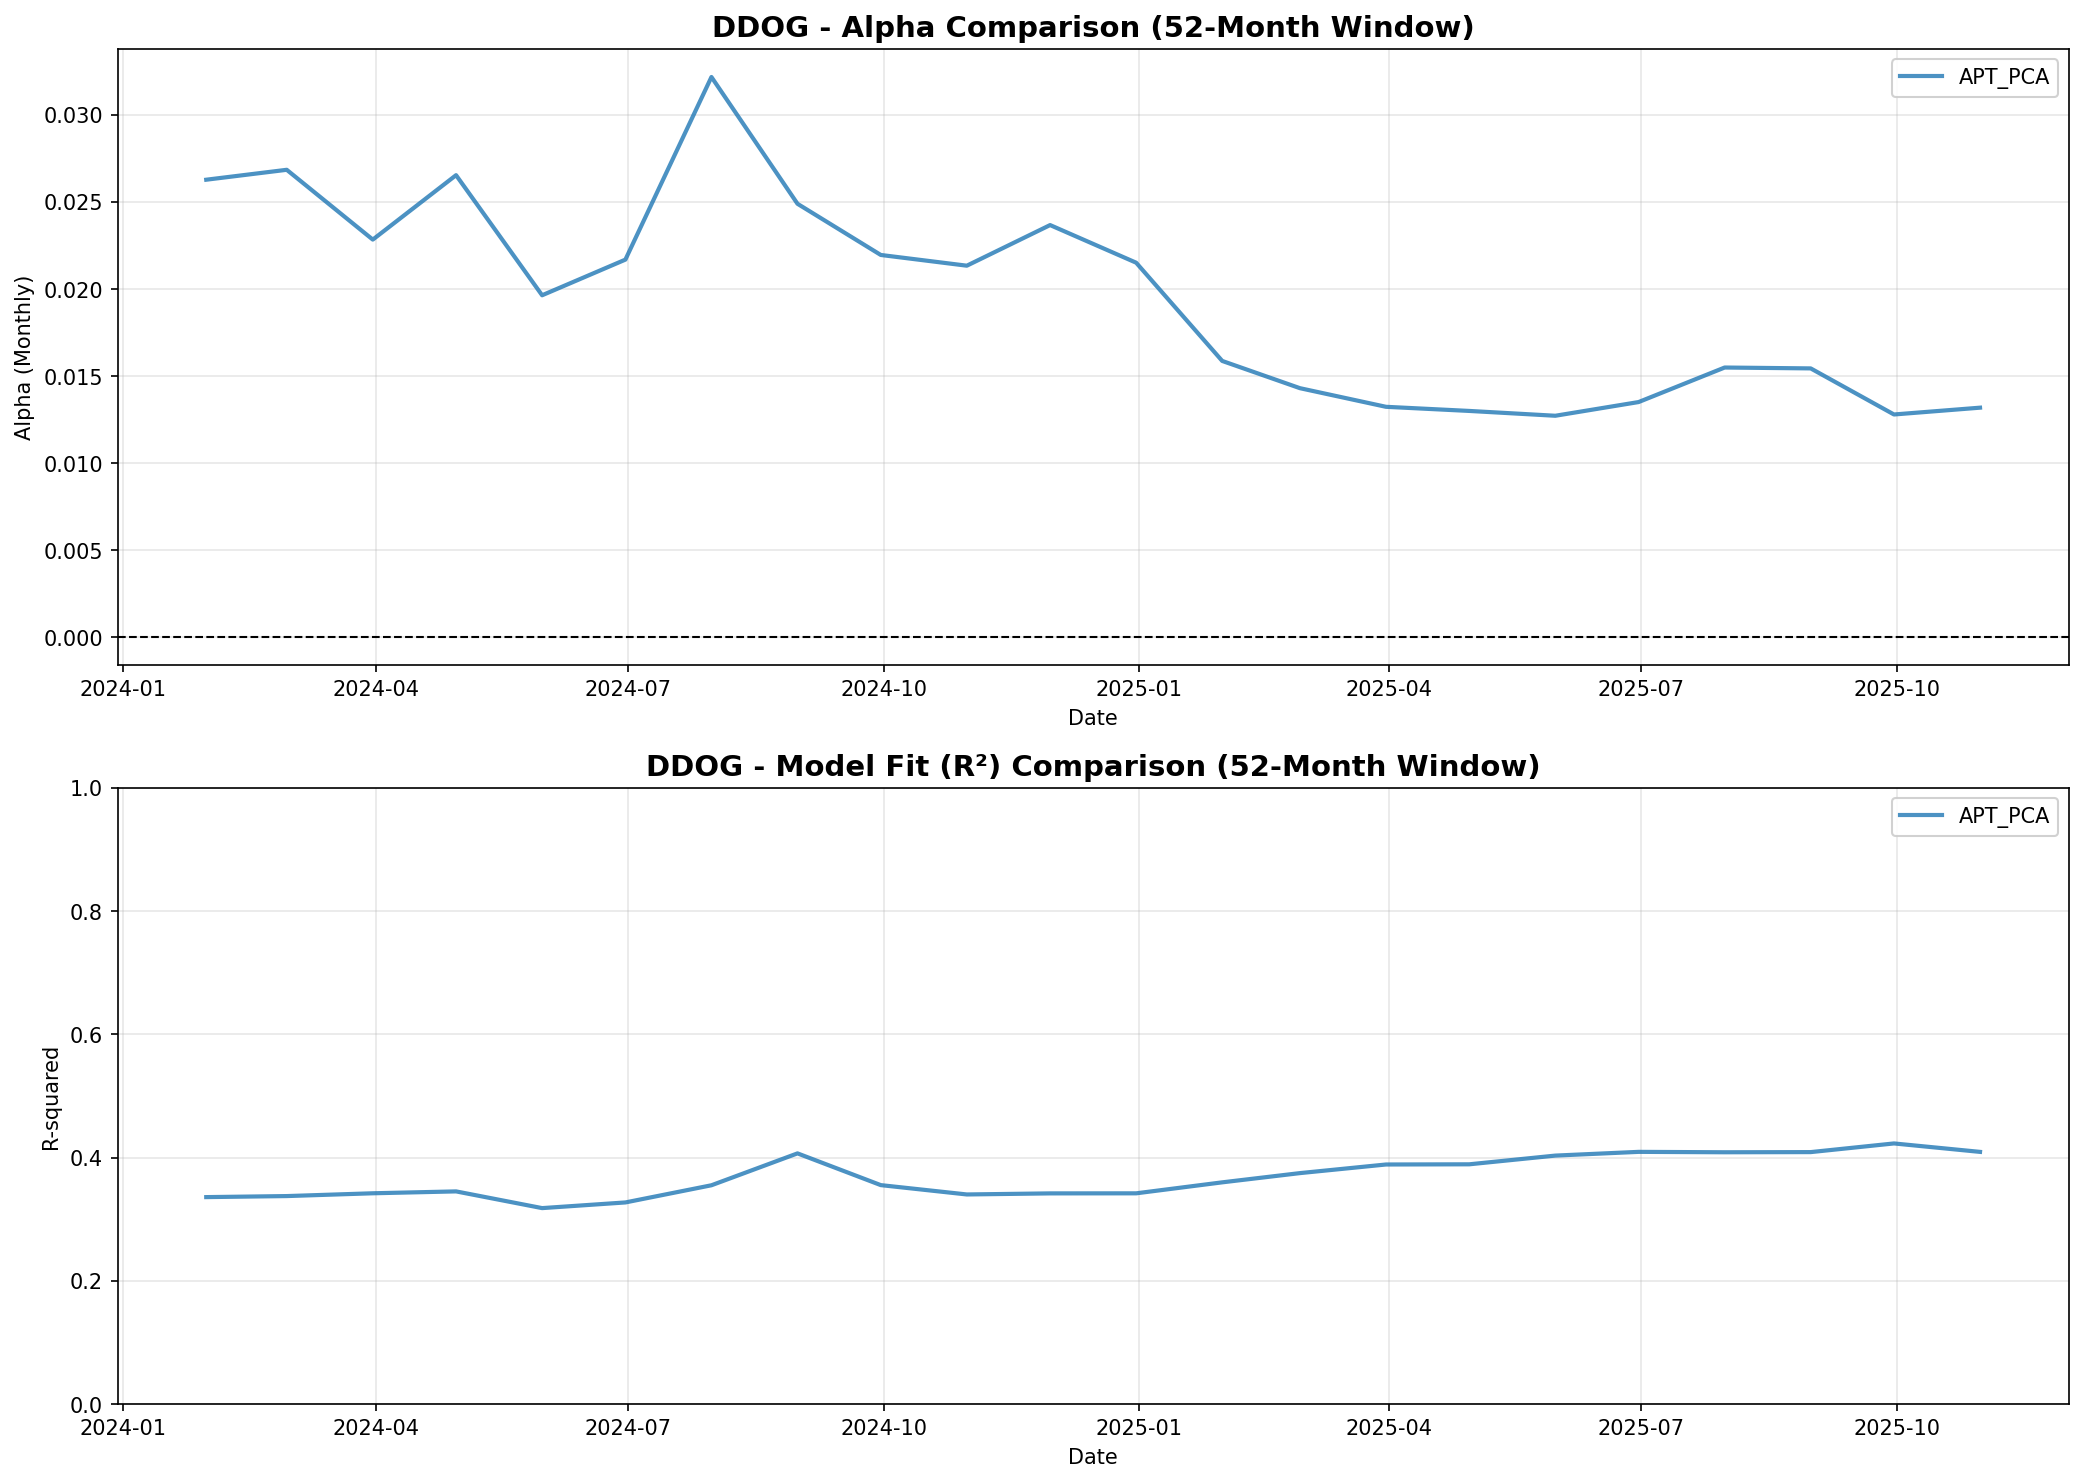 DDOG - Alpha Comparison (52-Month Window)
APT_PCA
Alpha (Monthly)
0.030
0.025
0.020
0.015
0.010
0.005
0.000
2024-01 2024-04 2024-07 2024-10 2025-01 2025-04 2025-07 2025-10
Date
DDOG - Model Fit (R²) Comparison (52-Month Window)
APT_PCA
R-squared
1.0
0.8
0.6
0.4
0.2
0.0
2024-01 2024-04 2024-07 2024-10 2025-01 2025-04 2025-07 2025-10
Date